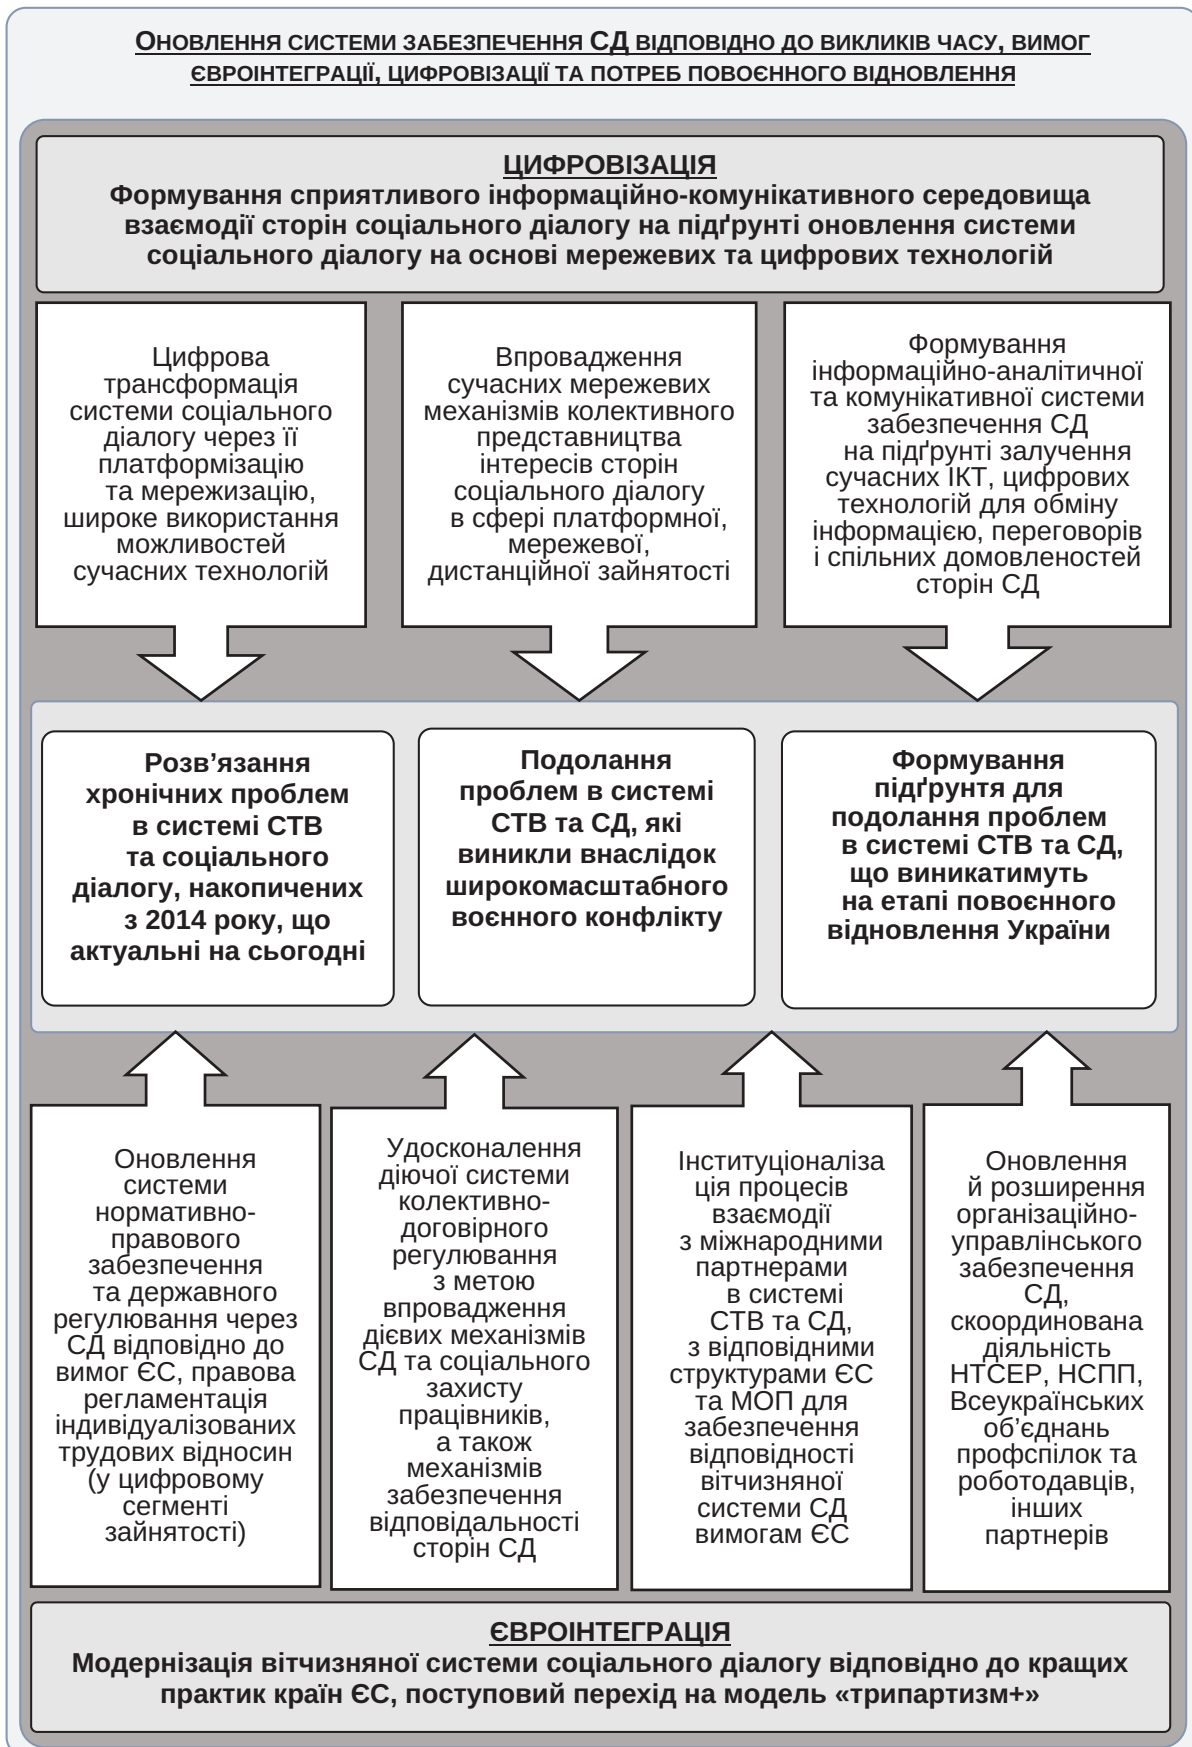 ОНОВЛЕННЯ СИСТЕМИ ЗАБЕЗПЕЧЕННЯ СД ВІДПОВІДНО ДО ВИКЛИКІВ ЧАСУ, ВИМОГ
ЄВРОІНТЕГРАЦІЇ, ЦИФРОВІЗАЦІЇ ТА ПОТРЕБ ПОВОЄННОГО ВІДНОВЛЕННЯ
ЦИФРОВІЗАЦІЯ
Формування сприятливого інформаційно-комунікативного середовища
взаємодії сторін соціального діалогу на підґрунті оновлення системи
соціального діалогу на основі мережевих та цифрових технологій
Цифрова
трансформація
системи соціального
діалогу через її
платформізацію
та мережизацію,
широке використання
можливостей
сучасних технологій
Впровадження
сучасних мережевих
механізмів колективного
представництва
інтересів сторін
соціального діалогу
в сфері платформної,
мережевої,
дистанційної зайнятості
Формування
інформаційно-аналітичної
та комунікативної системи
забезпечення СД
на підґрунті залучення
сучасних ІКТ, цифрових
технологій для обміну
інформацією, переговорів
і спільних домовленостей
сторін СД
Розв’язання
хронічних проблем
в системі СТВ
та соціального
діалогу, накопичених
з 2014 року, що
актуальні на сьогодні
Подолання
проблем в системі
СТВ та СД, які
виникли внаслідок
широкомасштабного
воєнного конфлікту
Формування
підґрунтя для
подолання проблем
в системі СТВ та СД,
що виникатимуть
на етапі повоєнного
відновлення України
Оновлення
системи
нормативно-
правового
забезпечення
та державного
регулювання через
СД відповідно до
вимог ЄС, правова
регламентація
індивідуалізованих
трудових відносин
(у цифровому
сегменті
зайнятості)
Удосконалення
діючої системи
колективно-
договірного
регулювання
з метою
впровадження
дієвих механізмів
СД та соціального
захисту
працівників,
а також
механізмів
забезпечення
відповідальності
сторін СД
Інституціоналіза
ція процесів
взаємодії
з міжнародними
партнерами
в системі
СТВ та СД,
з відповідними
структурами ЄС
та МОП для
забезпечення
відповідності
вітчизняної
системи СД
вимогам ЄС
Оновлення
й розширення
організаційно-
управлінського
забезпечення
СД,
скоординована
діяльність
НТСЕР, НСПП,
Всеукраїнських
об’єднань
профспілок та
роботодавців,
інших
партнерів
ЄВРОІНТЕГРАЦІЯ
Модернізація вітчизняної системи соціального діалогу відповідно до кращих
практик країн ЄС, поступовий перехід на модель «трипартизм+»